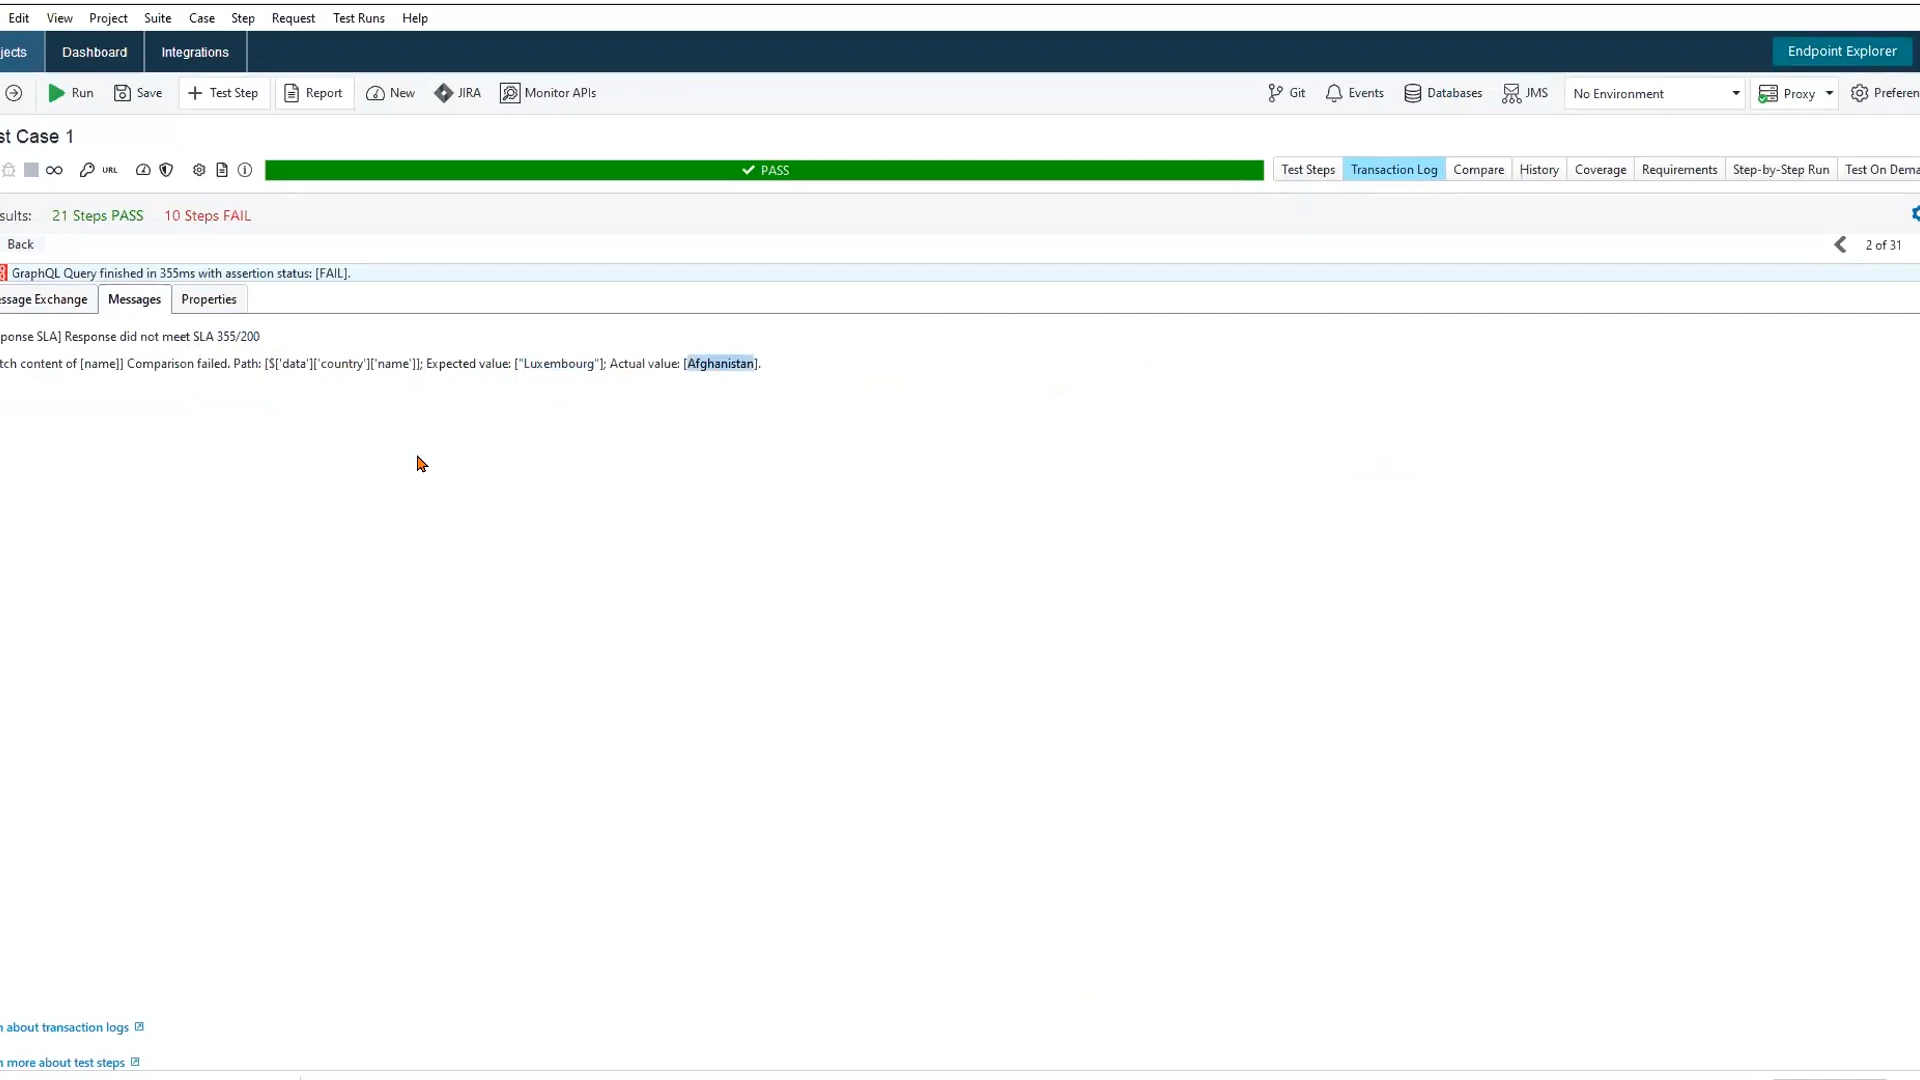 Edit View Project Suite Case Step Request Test Runs Help
jects Dashboard Integrations Endpoint Explorer
Run Save + Test Step Report New JIRA Monitor APIs Git Events Databases JMS No Environment Proxy Preferen
st Case 1
URL PASS Test Steps Transaction Log Compare History Coverage Requirements Step-by-Step Run Test On Dema
sults: 21 Steps PASS 10 Steps FAIL
Back 2 of 31
GraphQL Query finished in 355ms with assertion status: [FAIL].
essage Exchange Messages Properties
ponse SLA] Response did not meet SLA 355/200
tch content of [name]] Comparison failed. Path: [$['data']['country']['name']]; Expected value: ["Luxembourg"]; Actual value: [Afghanistan].
n about transaction logs
n more about test steps